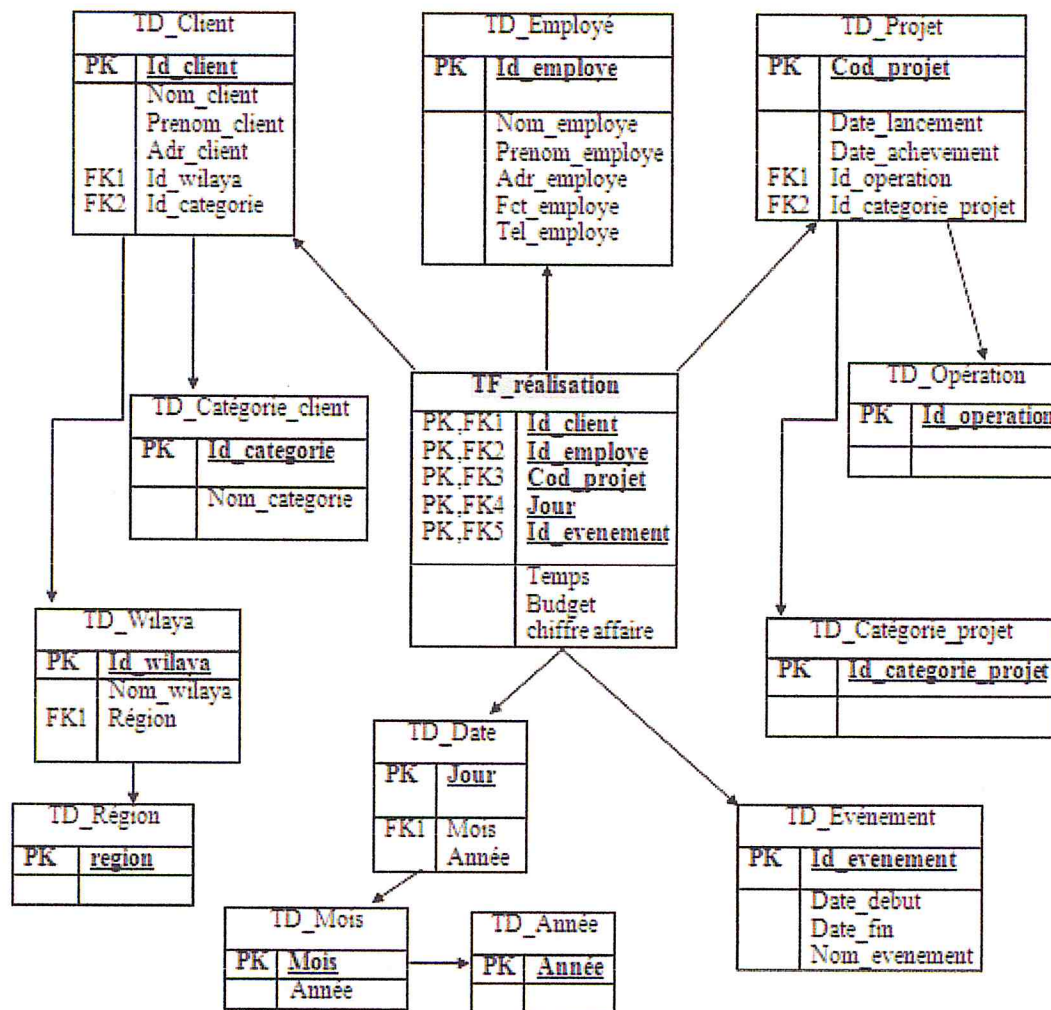 TD_Client
PK Id_client
Nom_client
Prenom_client
Adr_client
FK1 Id_wilaya
FK2 Id_categorie
TD_Employé
PK Id_employe
Nom_employe
Prenom_employe
Adr_employe
Fct_employe
Tel_employe
TD_Projet
PK Cod_projet
Date_lancement
Date_achevement
FK1 Id_operation
FK2 Id_categorie_projet
TD_Catégorie_client
PK Id_categorie
Nom_categorie
TF_réalisation
PK,FK1 Id_client
PK,FK2 Id_employe
PK,FK3 Cod_projet
PK,FK4 Jour
PK,FK5 Id_evenement
Temps
Budget
chiffre affaire
TD_Opération
PK Id_operation
TD_Wilaya
PK Id_wilaya
Nom_wilaya
FK1 Région
TD_Catégorie_projet
PK Id_categorie_projet
TD_Date
PK Jour
FK1 Mois
Année
TD_Région
PK region
TD_Evénement
PK Id_evenement
Date_debut
Date_fin
Nom_evenement
TD_Mois
PK Mois
Année
TD_Année
PK Année